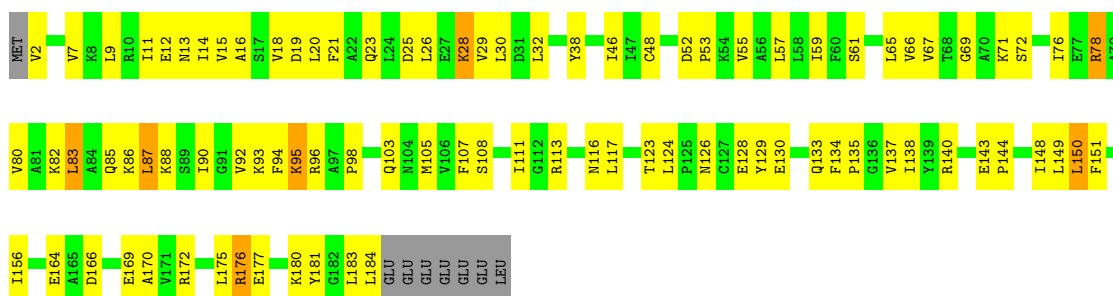 MET V2 V7 K8 L9 R10 I11 E12 N13 I14 V15 A16 S17 V18 D19 L20 F21 A22 Q23 L24 D25 L26 E27 K28 V29 L30 D31 L32 Y38 I46 I47 C48 D52 P53 K54 V55 A56 L57 L58 I59 F60 S61 L65 V66 V67 T68 G69 A70 K71 S72 I76 E77 R78
V80 A81 K82 L83 A84 Q85 K86 L87 K88 S89 I90 G91 V92 K93 F94 K95 R96 A97 P98 Q103 N104 M105 V106 F107 S108 I111 G112 R113 N116 L117 T123 L124 P125 N126 C127 E128 Y129 E130 Q133 F134 P135 G136 V137 I138 Y139 R140 E143 P144 I148 L149 L150 F151
I156 E164 A165 D166 E169 A170 V171 R172 L175 R176 E177 K180 Y181 G182 L183 L184 GLU GLU GLU GLU GLU GLU LEU